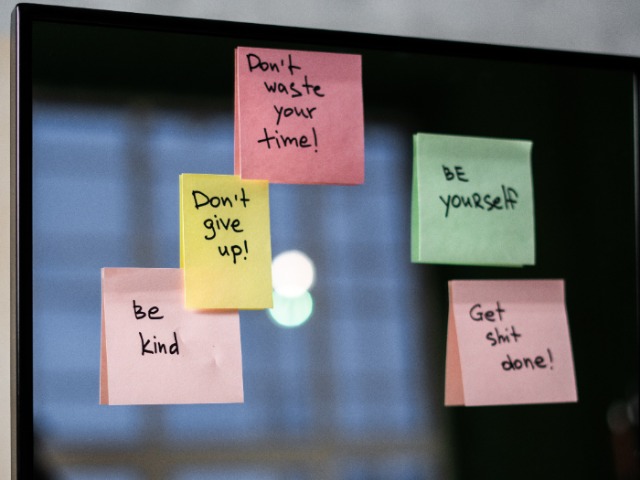 Don't
waste
your
time!
Don't
give
up!
Be
kind
BE
youRself
Get
shit
done!